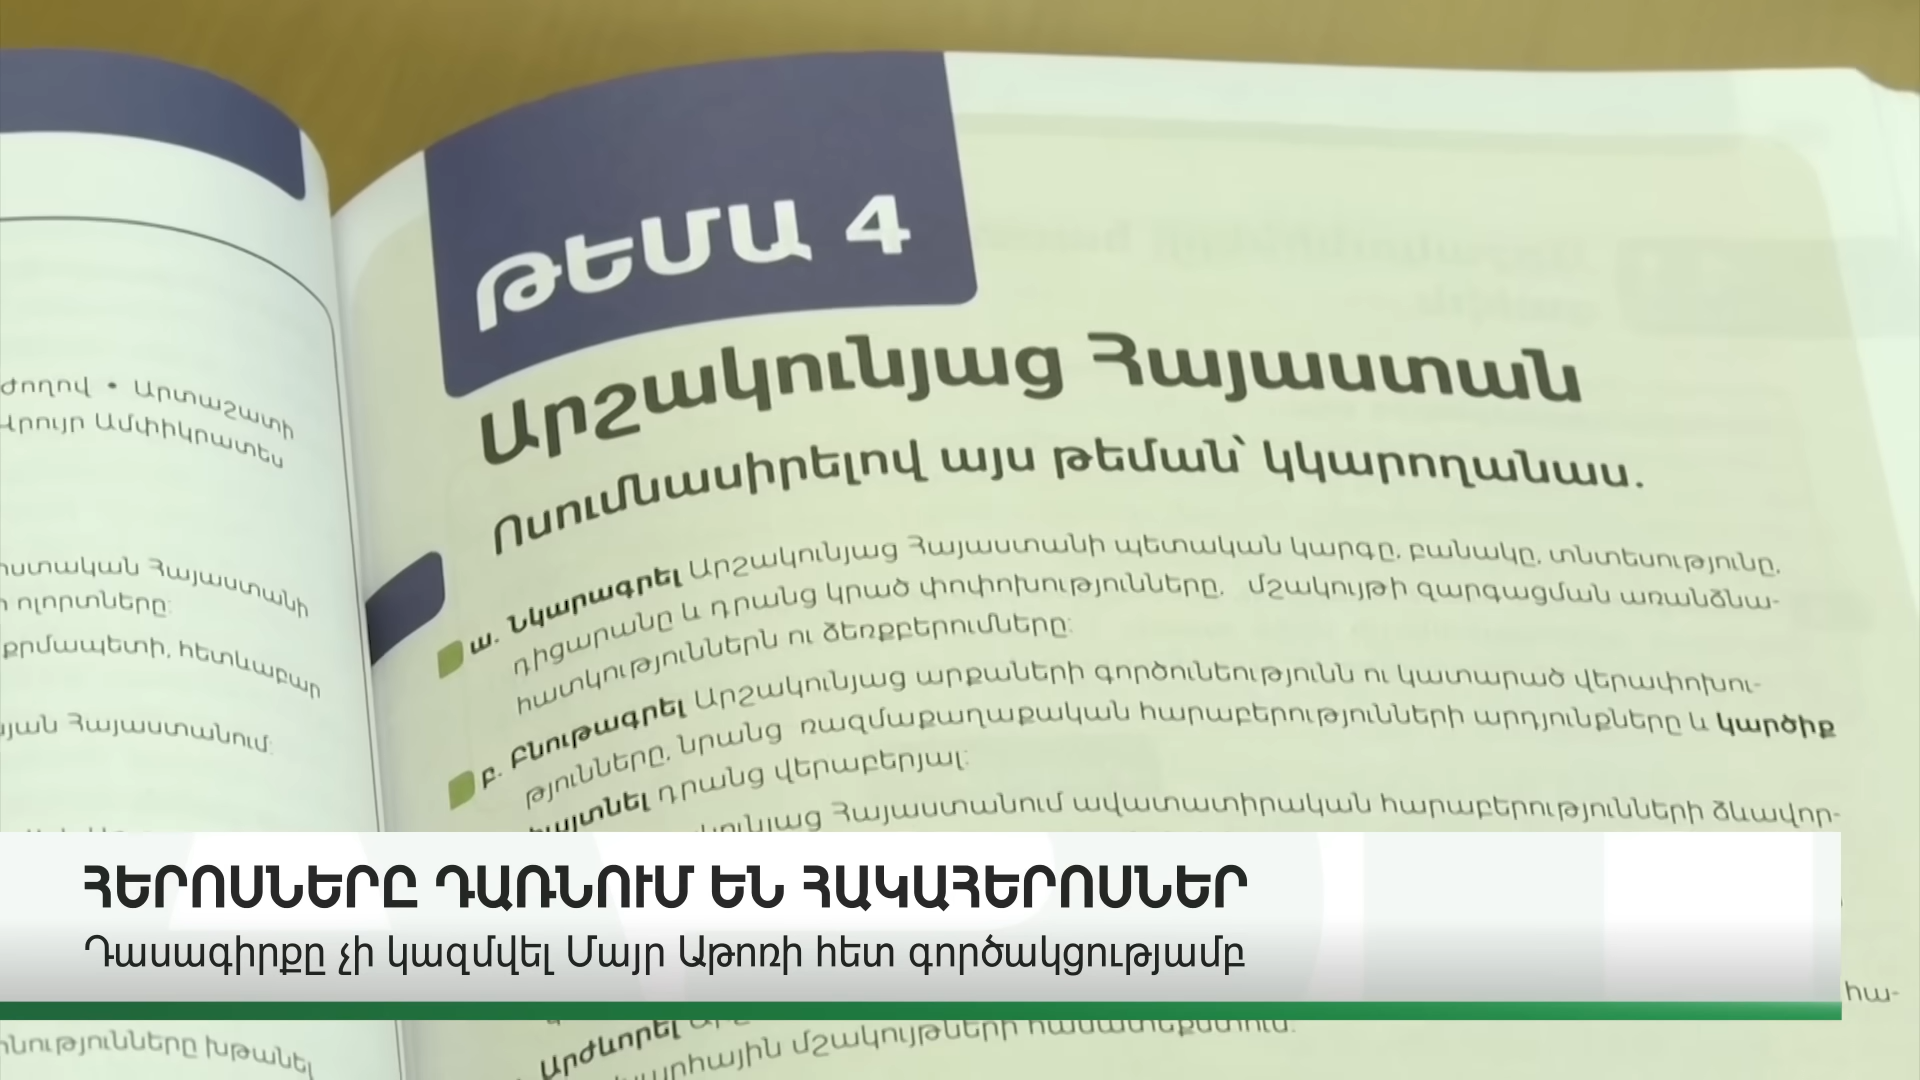 ժողով • Արտաշատի
Ամփիկրատես
Հայաստանի
ոլորտները։
քրմապետի, հետևաբար
Հայաստանում։
խթանել
ԹԵՄԱ 4
Արշակունյաց Հայաստան
Ուսումնասիրելով այս թեման՝ կկարողանաս.
ա. Նկարագրել Արշակունյաց Հայաստանի պետական կարգը, բանակը, տնտեսությունը,
դիցարանը և դրանց կրած փոփոխությունները, մշակույթի զարգացման առանձնա-
հատկություններն ու ձեռքբերումները։
բ. Բնութագրել Արշակունյաց արքաների գործունեությունն ու կատարած վերափոխու-
թյունները, նրանց ռազմաքաղաքական հարաբերությունների արդյունքները և կարծիք
հայտնել դրանց վերաբերյալ։
Հայաստանում ավատատիրական հարաբերությունների ձևավոր-
հա-
Արժևորել
մշակույթների համատեքստում։
ՀԵՐՈՍՆԵՐԸ ԴԱՌՆՈՒՄ ԵՆ ՀԱԿԱՀԵՐՈՍՆԵՐ
Դասագիրքը չի կազմվել Մայր Աթոռի հետ գործակցությամբ